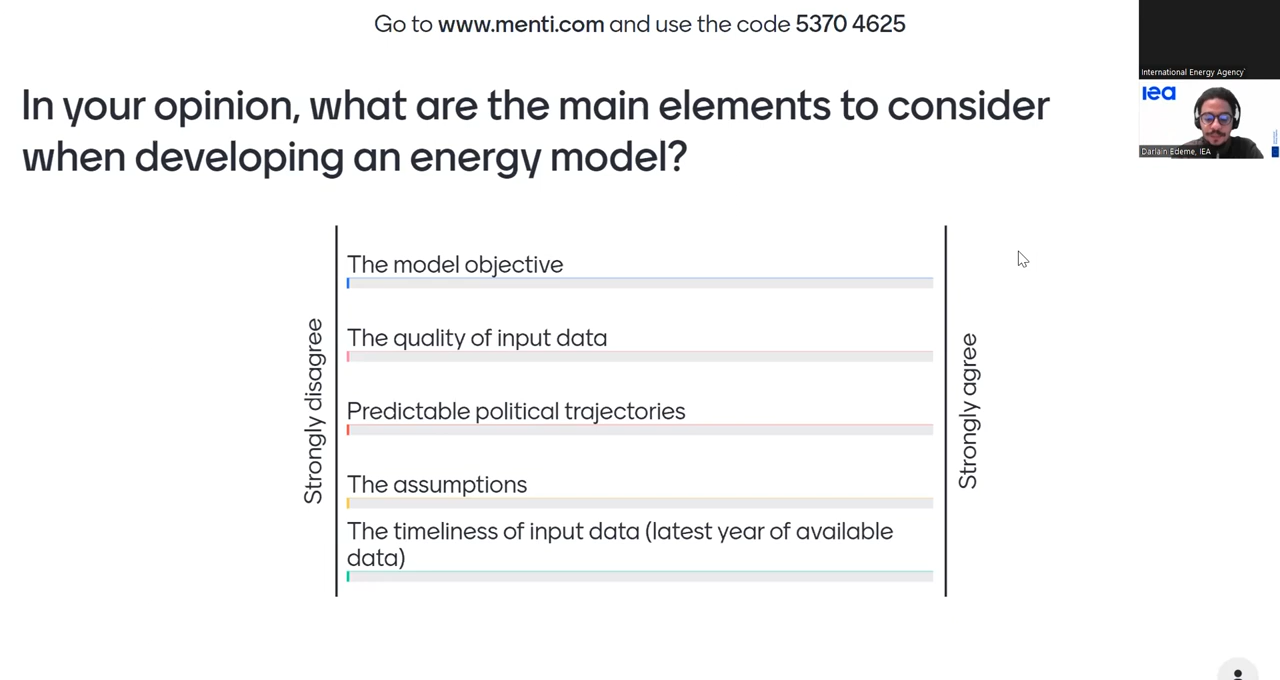 Go to www.menti.com and use the code 5370 4625
International Energy Agency'
iea
Darlain Edeme, IEA
In your opinion, what are the main elements to consider
when developing an energy model?
Strongly disagree
The model objective
The quality of input data
Predictable political trajectories
The assumptions
The timeliness of input data (latest year of available
data)
Strongly agree